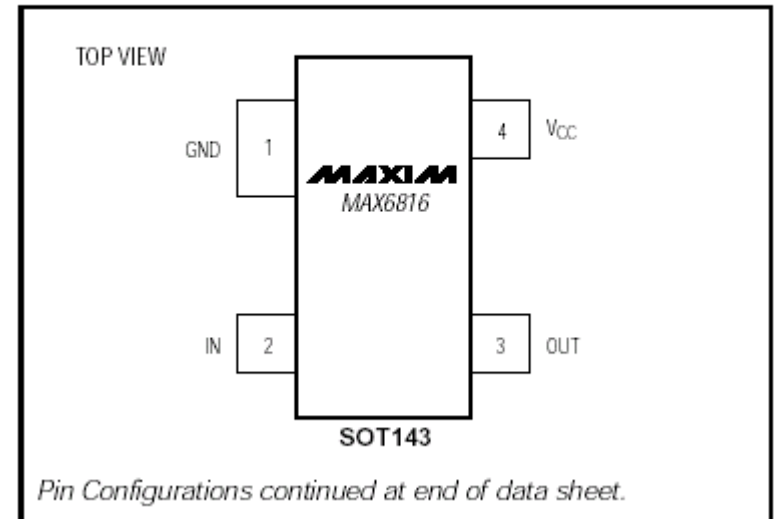 TOP VIEW
GND 1
4 VCC
MAXIM
MAX6816
IN 2
3 OUT
SOT143
Pin Configurations continued at end of data sheet.